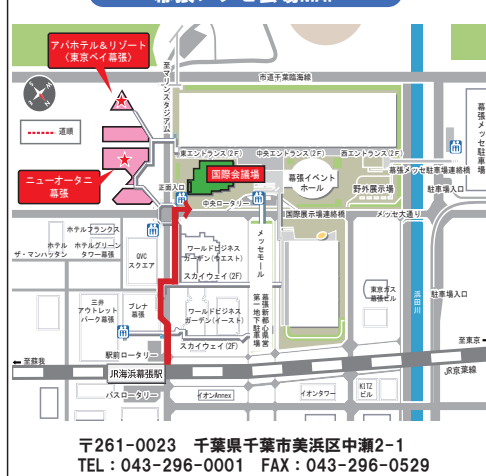 アパホテル&リゾート
〈東京ベイ幕張〉
至マリンスタジアム
市道千葉臨海線
道順
ニューオータニ
幕張
東エントランス(2F)
中央エントランス(2F)
西エントランス(2F)
幕張メッセ駐車場
国際会議場
正面入口
中央ロータリー
幕張イベント
ホール
野外展示場
幕張メッセ駐車場連絡橋
駐車場入口
国際展示場連絡橋
メッセ大通り
ホテルフランクス
ホテル
ザ・マンハッタン
ホテルグリーン
タワー幕張
QVC
スクエア
ワールドビジネス
ガーデン(ウエスト)
スカイウェイ(2F)
メッセモール
三井
アウトレット
パーク幕張
プレナ
幕張
ワールドビジネス
ガーデン(イースト)
スカイウェイ(2F)
幕張新都心県営
第一地下駐車場
東京ガス
幕張ビル
浜田川
駐車場入口
駅前ロータリー
至蘇我
JR海浜幕張駅
至東京
JR京葉線
バスロータリー
イオンAnnex
イオンタワー
KITZ
ビル
〒261-0023 千葉県千葉市美浜区中瀬2-1
TEL:043-296-0001 FAX:043-296-0529